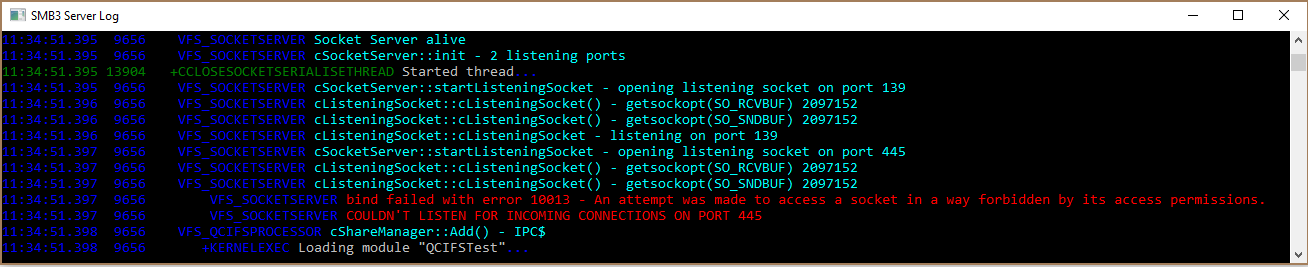 SMB3 Server Log
11:34:51.395 9656 VFS_SOCKETSERVER Socket Server alive
11:34:51.395 9656 VFS_SOCKETSERVER cSocketServer::init - 2 listening ports
11:34:51.395 13904 +CCLOSESOCKETSERIALISETHREAD Started thread...
11:34:51.395 9656 VFS_SOCKETSERVER cSocketServer::startListeningSocket - opening listening socket on port 139
11:34:51.396 9656 VFS_SOCKETSERVER cListeningSocket::cListeningSocket() - getsockopt(SO_RCVBUF) 2097152
11:34:51.396 9656 VFS_SOCKETSERVER cListeningSocket::cListeningSocket() - getsockopt(SO_SNDBUF) 2097152
11:34:51.396 9656 VFS_SOCKETSERVER cListeningSocket::cListeningSocket - listening on port 139
11:34:51.397 9656 VFS_SOCKETSERVER cSocketServer::startListeningSocket - opening listening socket on port 445
11:34:51.397 9656 VFS_SOCKETSERVER cListeningSocket::cListeningSocket() - getsockopt(SO_RCVBUF) 2097152
11:34:51.397 9656 VFS_SOCKETSERVER cListeningSocket::cListeningSocket() - getsockopt(SO_SNDBUF) 2097152
11:34:51.397 9656 VFS_SOCKETSERVER bind failed with error 10013 - An attempt was made to access a socket in a way forbidden by its access permissions.
11:34:51.397 9656 VFS_SOCKETSERVER COULDN'T LISTEN FOR INCOMING CONNECTIONS ON PORT 445
11:34:51.398 9656 VFS_QCIFSPROCESSOR cShareManager::Add() - IPC$
11:34:51.398 9656 +KERNELEXEC Loading module "QCIFSTest"...